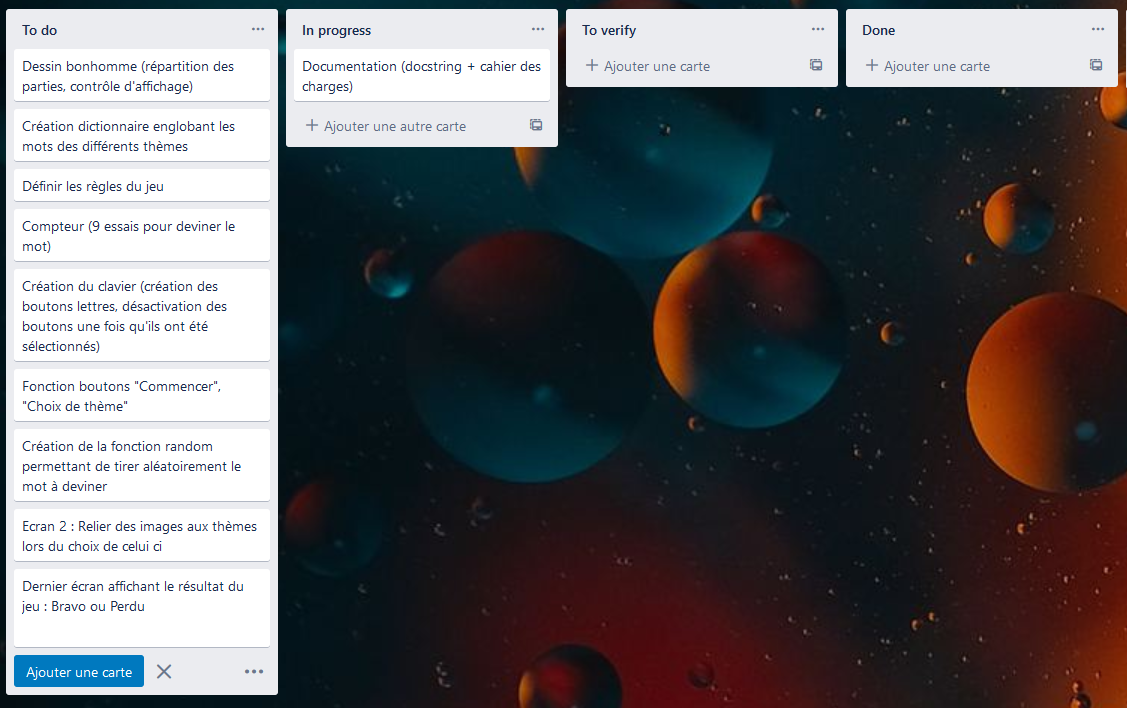 To do
Dessin bonhomme (répartition des
parties, contrôle d'affichage)
Création dictionnaire englobant les
mots des différents thèmes
Définir les règles du jeu
Compteur (9 essais pour deviner le
mot)
Création du clavier (création des
boutons lettres, désactivation des
boutons une fois qu'ils ont été
sélectionnés)
Fonction boutons "Commencer",
"Choix de thème"
Création de la fonction random
permettant de tirer aléatoirement le
mot à deviner
Ecran 2 : Relier des images aux thèmes
lors du choix de celui ci
Dernier écran affichant le résultat du
jeu : Bravo ou Perdu
Ajouter une carte
In progress
Documentation (docstring + cahier des
charges)
+ Ajouter une autre carte
To verify
+ Ajouter une carte
Done
+ Ajouter une carte